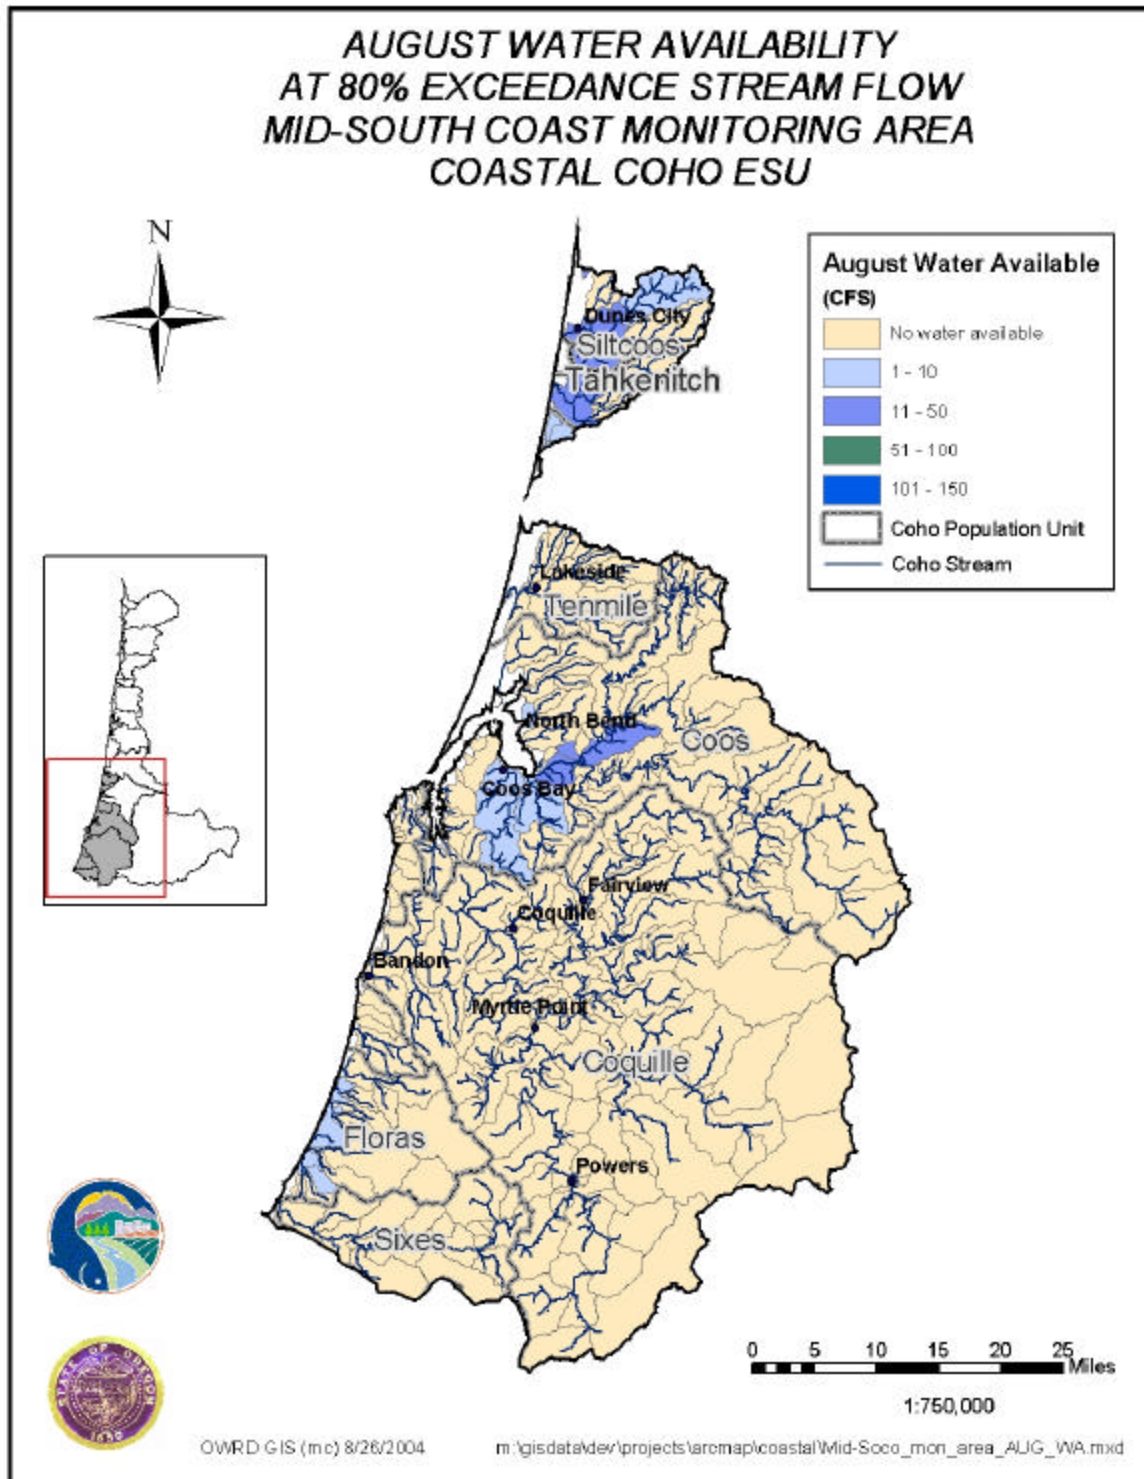 AUGUST WATER AVAILABILITY
AT 80% EXCEEDANCE STREAM FLOW
MID-SOUTH COAST MONITORING AREA
COASTAL COHO ESU
N
August Water Available
(CFS)
No water available
1 - 10
11 - 50
51 - 100
101 - 150
Coho Population Unit
Coho Stream
Dunes City
Siltcoos
Tahkenitch
Lakeside
Tenmile
North Bend
Coos
Coos Bay
Fairview
Coquille
Bandon
Myrtle Point
Coquille
Floras
Powers
Sixes
STATE OF OREGON
1859
0 5 10 15 20 25
Miles
1:750,000
OWRD GIS (mc) 8/26/2004
m:\gisdata\dev\projects\arcmap\coastal\Mid-Soco_mon_area_AUG_WA.mxd